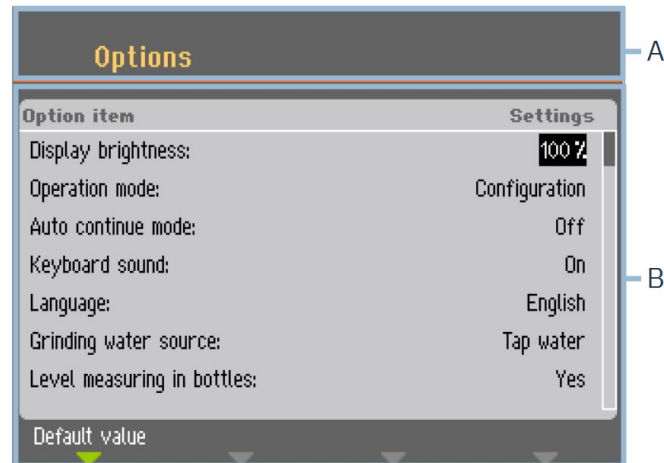 Options
A
Option item Settings
Display brightness: 100 %
Operation mode: Configuration
Auto continue mode: Off
Keyboard sound: On
B
Language: English
Grinding water source: Tap water
Level measuring in bottles: Yes
Default value